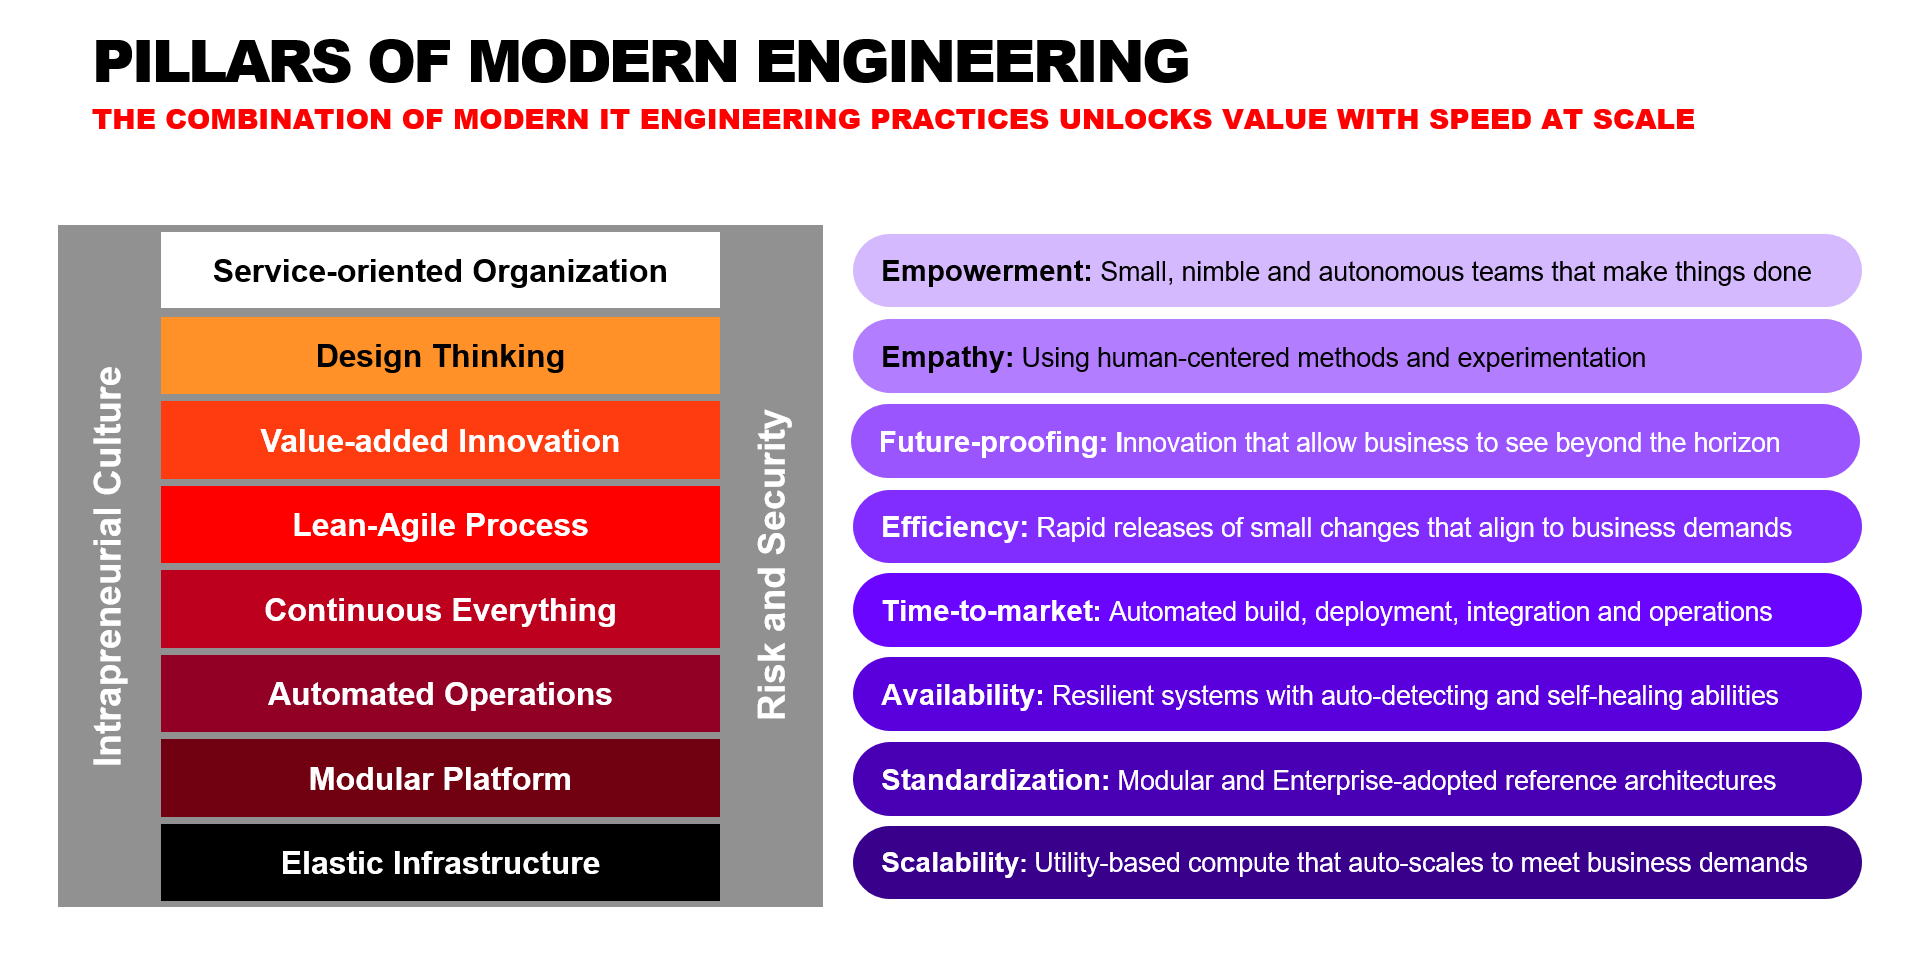 PILLARS OF MODERN ENGINEERING
THE COMBINATION OF MODERN IT ENGINEERING PRACTICES UNLOCKS VALUE WITH SPEED AT SCALE
Intrapreneurial Culture
Service-oriented Organization
Design Thinking
Value-added Innovation
Lean-Agile Process
Continuous Everything
Automated Operations
Modular Platform
Elastic Infrastructure
Risk and Security
Empowerment: Small, nimble and autonomous teams that make things done
Empathy: Using human-centered methods and experimentation
Future-proofing: Innovation that allow business to see beyond the horizon
Efficiency: Rapid releases of small changes that align to business demands
Time-to-market: Automated build, deployment, integration and operations
Availability: Resilient systems with auto-detecting and self-healing abilities
Standardization: Modular and Enterprise-adopted reference architectures
Scalability: Utility-based compute that auto-scales to meet business demands